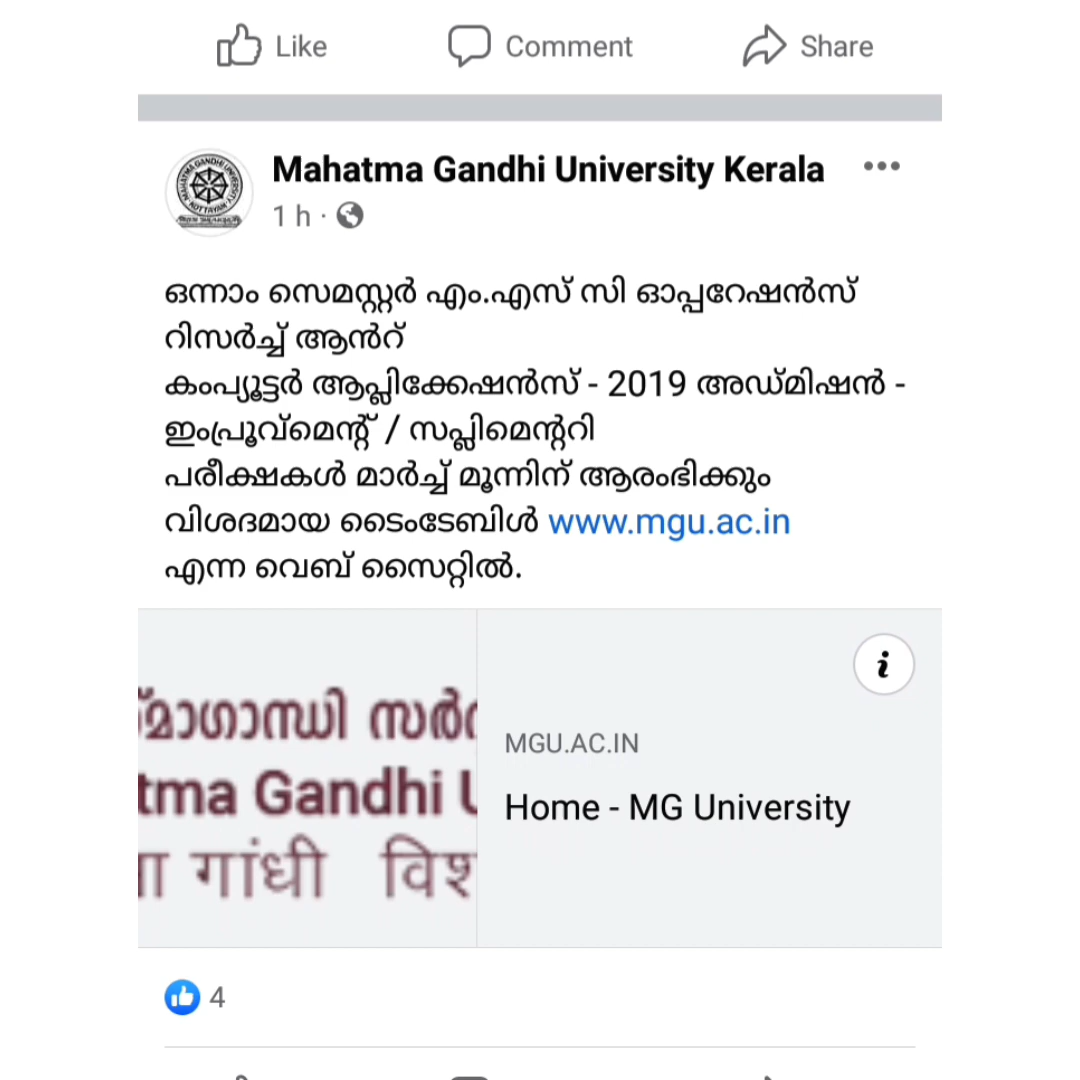 Like Comment Share
Mahatma Gandhi University Kerala
1 h ·
ഒന്നാം സെമസ്റ്റർ എം.എസ് സി ഓപ്പറേഷൻസ്
റിസർച്ച് ആൻറ്
കംപ്യൂട്ടർ ആപ്ലിക്കേഷൻസ് - 2019 അഡ്മിഷൻ -
ഇംപ്രൂവ്മെന്റ് / സപ്ലിമെന്ററി
പരീക്ഷകൾ മാർച്ച് മൂന്നിന് ആരംഭിക്കും
വിശദമായ ടൈംടേബിൾ www.mgu.ac.in
എന്ന വെബ് സൈറ്റിൽ.
MGU.AC.IN
Home - MG University
മാഗാന്ധി സർ
tma Gandhi U
गांधी विश
4